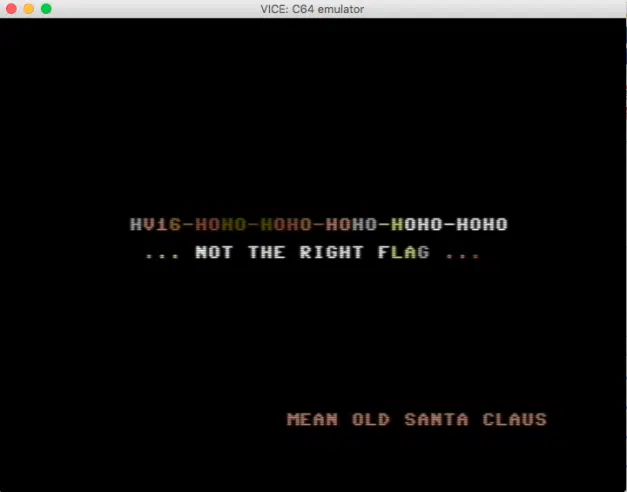 VICE: C64 emulator
HV16-HOHO-HOHO-HOHO-HOHO-HOHO
... NOT THE RIGHT FLAG ...
MEAN OLD SANTA CLAUS